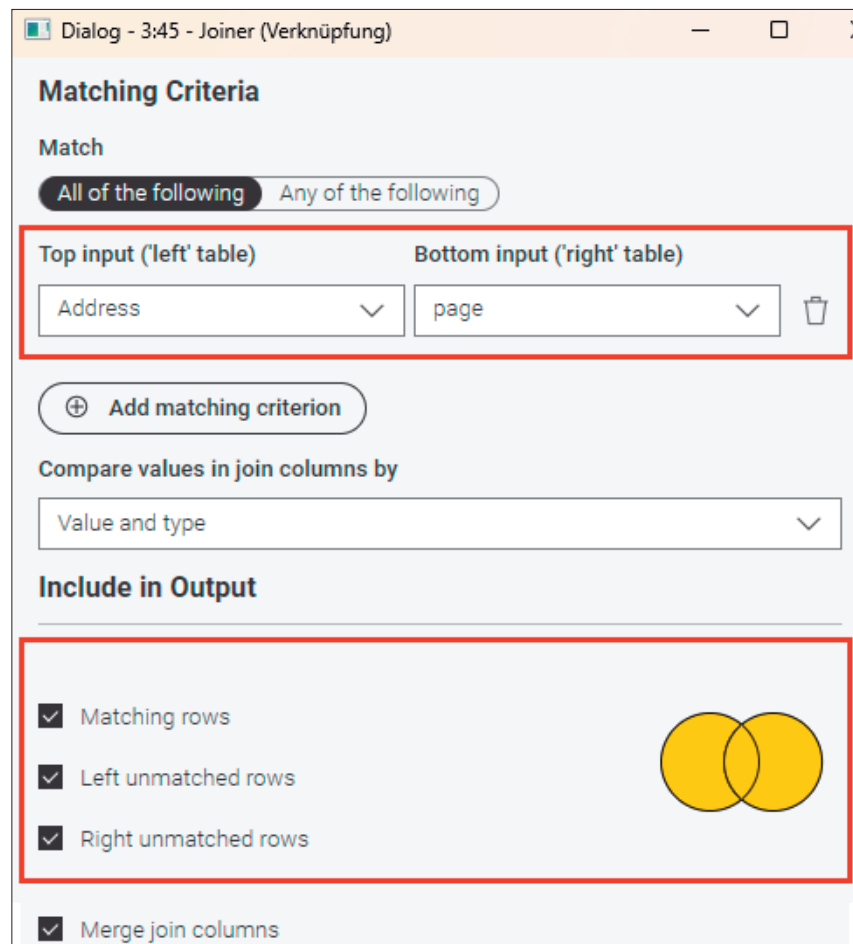 Dialog - 3:45 - Joiner (Verknüpfung)
Matching Criteria
Match
All of the following Any of the following
Top input ('left' table) Bottom input ('right' table)
Address page
Add matching criterion
Compare values in join columns by
Value and type
Include in Output
Matching rows
Left unmatched rows
Right unmatched rows
Merge join columns